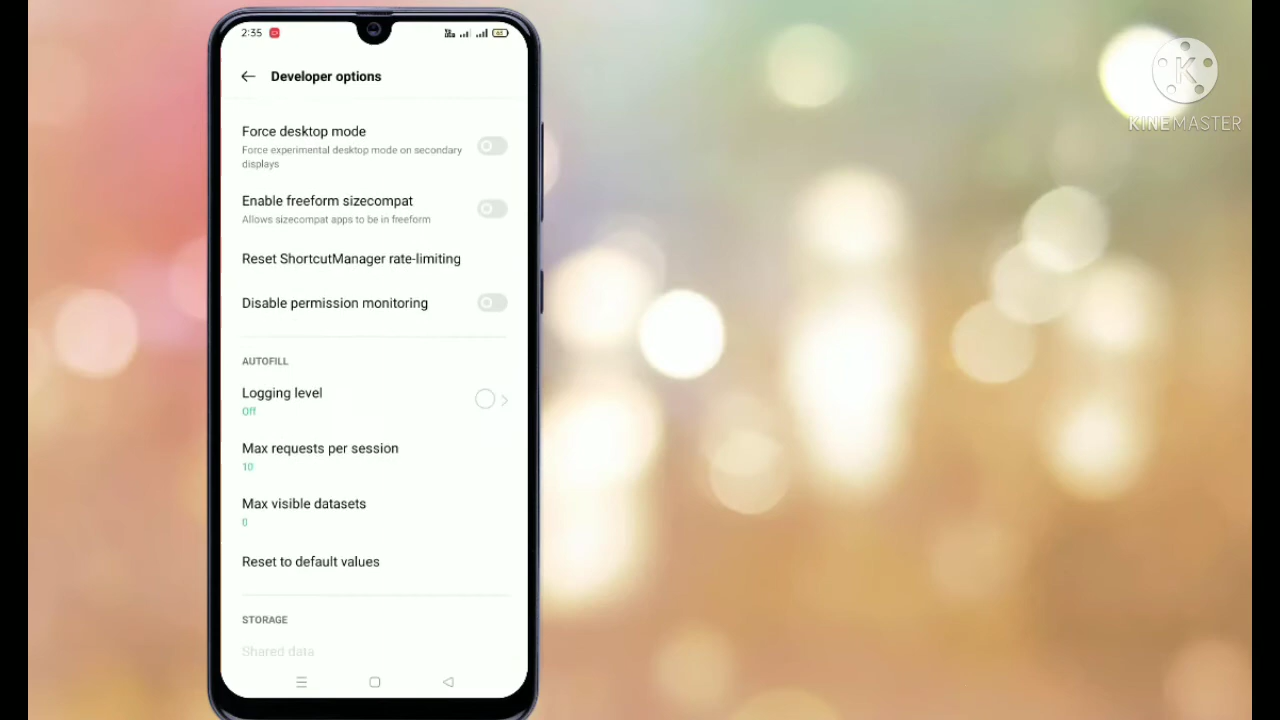 2:35
Developer options
Force desktop mode
Force experimental desktop mode on secondary
displays
Enable freeform sizecompat
Allows sizecompat apps to be in freeform
Reset ShortcutManager rate-limiting
Disable permission monitoring
AUTOFILL
Logging level
Off
Max requests per session
10
Max visible datasets
0
Reset to default values
STORAGE
Shared data
K
KINEMASTER